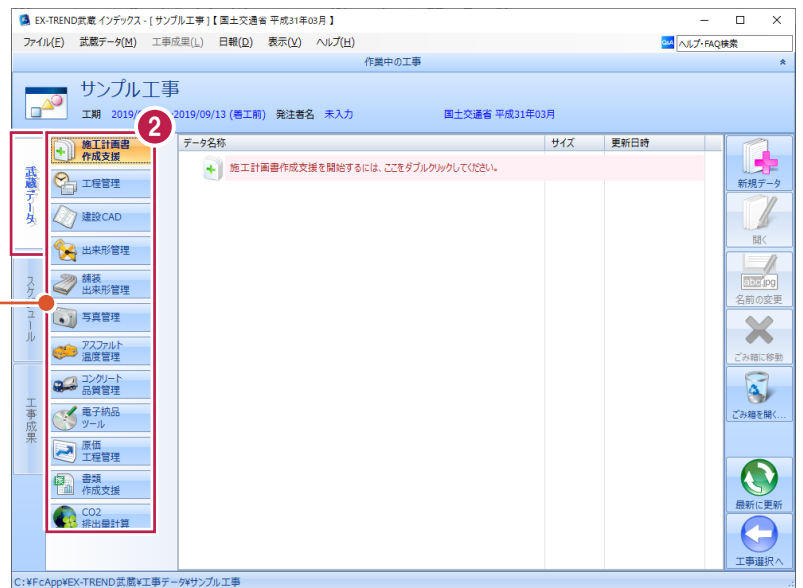 EX-TREND武蔵 インデックス - [ サンプル工事 ] 【 国土交通省 平成31年03月 】
ファイル(F) 武蔵データ(M) 工事成果(L) 日報(D) 表示(V) ヘルプ(H) Q&A ヘルプ・FAQ検索
作業中の工事
サンプル工事
工期 2019/ 2019/09/13 (着工前) 発注者名 未入力 国土交通省 平成31年03月
2
武蔵データ
スケジュール
工事成果
施工計画書
作成支援
工程管理
建設CAD
出来形管理
舗装
出来形管理
写真管理
アスファルト
温度管理
コンクリート
品質管理
電子納品
ツール
原価
工程管理
書類
作成支援
CO2
排出量計算
データ名称 サイズ 更新日時
施工計画書作成支援を開始するには、ここをダブルクリックしてください。
新規データ
開く
abc.jpg
名前の変更
ごみ箱に移動
ごみ箱を開く...
最新に更新
工事選択へ
C:¥FcApp¥EX-TREND武蔵¥工事データ¥サンプル工事